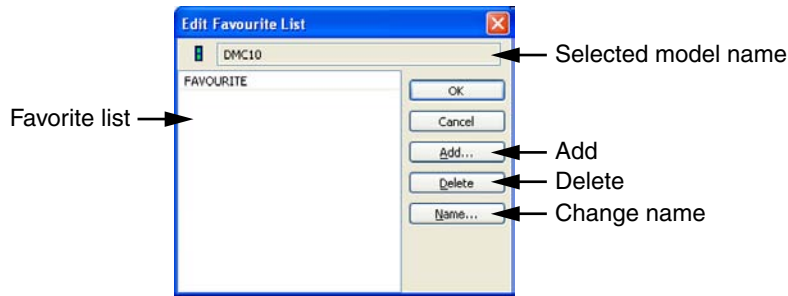 Edit Favourite List
DMC10
Selected model name
FAVOURITE
OK
Favorite list
Cancel
Add...
Add
Delete
Delete
Name...
Change name